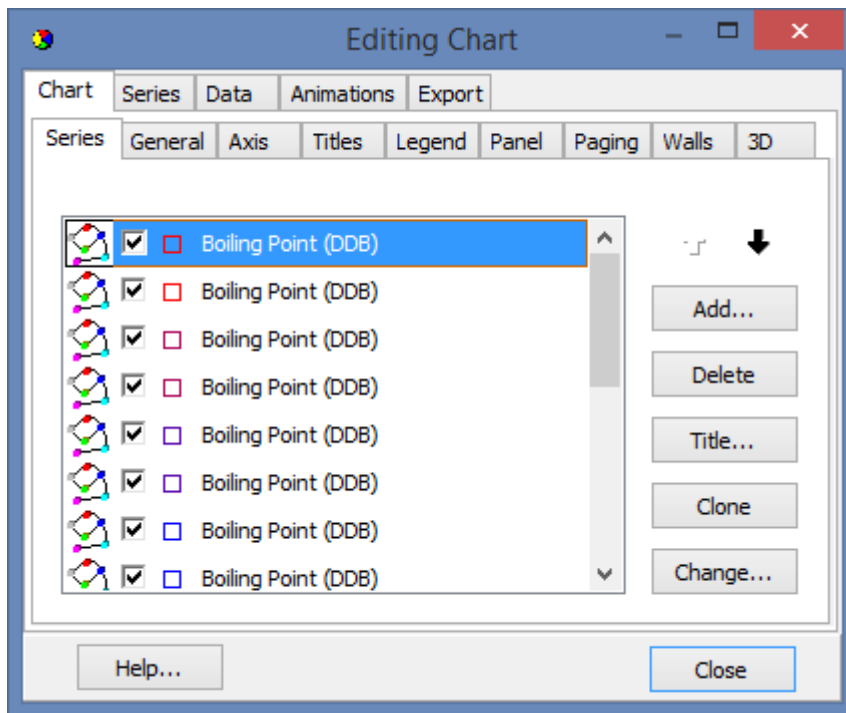 Editing Chart
Chart Series Data Animations Export
Series General Axis Titles Legend Panel Paging Walls 3D
Boiling Point (DDB)
Boiling Point (DDB)
Add...
Boiling Point (DDB)
Boiling Point (DDB)
Delete
Boiling Point (DDB)
Title...
Boiling Point (DDB)
Clone
Boiling Point (DDB)
Boiling Point (DDB)
Change...
Help...
Close